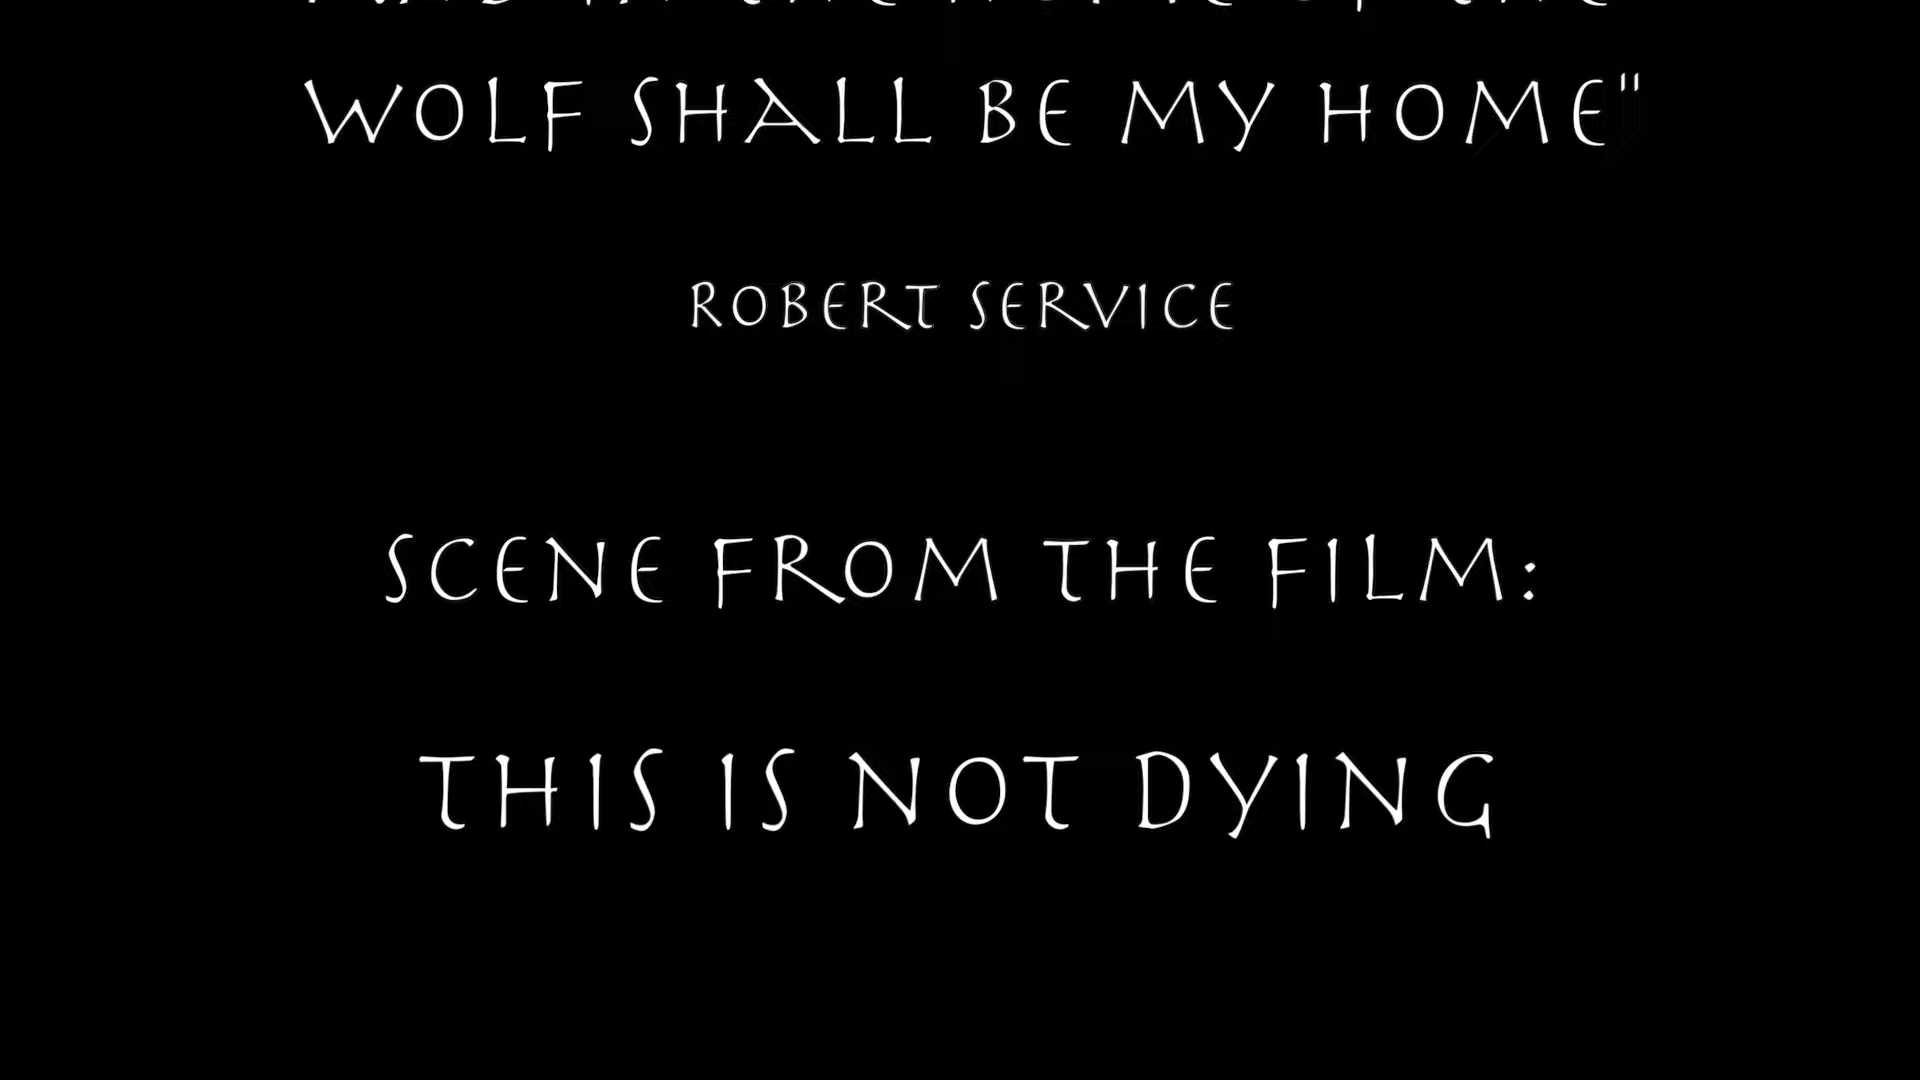 WOLF SHALL BE MY HOME"
ROBERT SERVICE
SCENE FROM THE FILM:
THIS IS NOT DYING